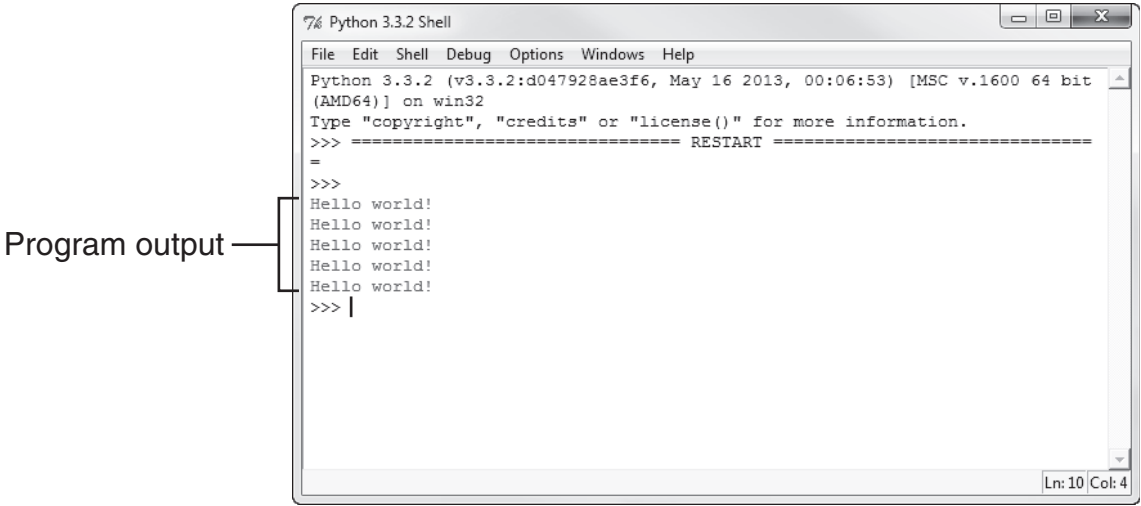 Python 3.3.2 Shell
File Edit Shell Debug Options Windows Help
Python 3.3.2 (v3.3.2:d047928ae3f6, May 16 2013, 00:06:53) [MSC v.1600 64 bit
(AMD64)] on win32
Type "copyright", "credits" or "license()" for more information.
>>> ================================ RESTART ===============================
=
>>>
Hello world!
Hello world!
Program output
Hello world!
Hello world!
Hello world!
>>>
Ln: 10 Col: 4